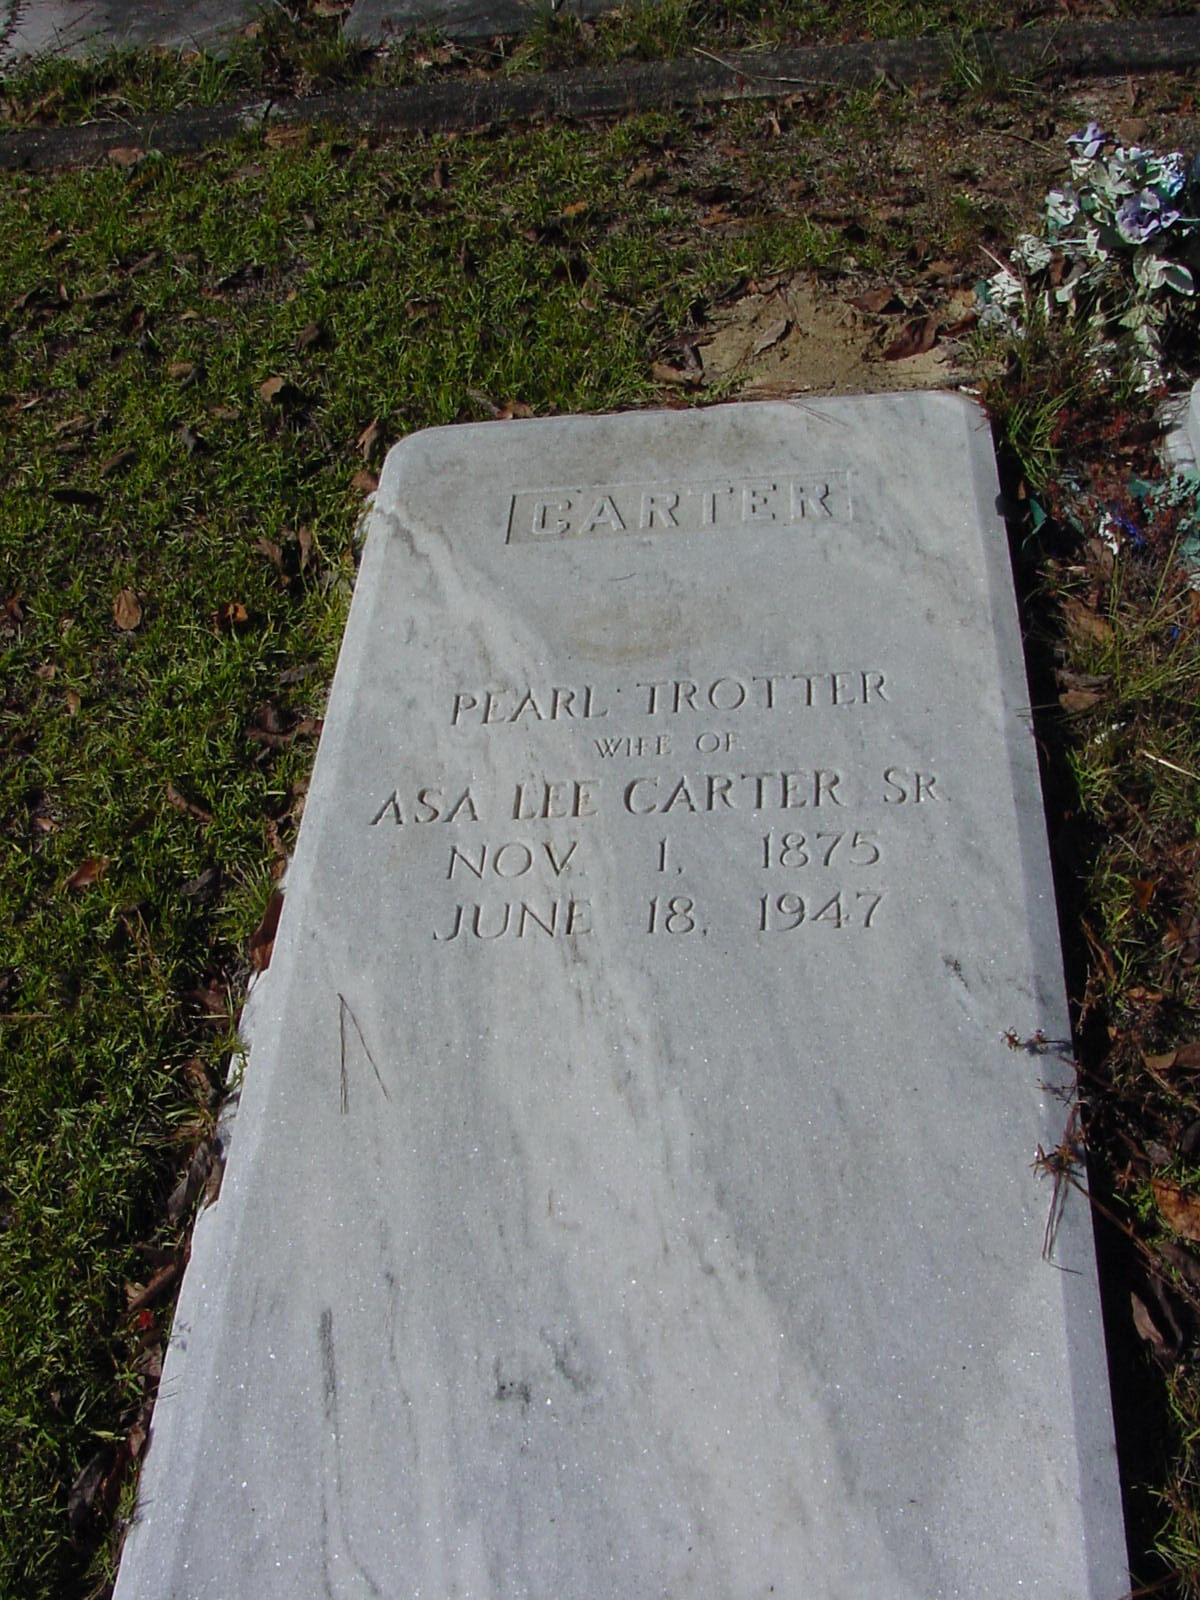 CARTER
PEARL TROTTER
WIFE OF
ASA LEE CARTER SR.
NOV. 1, 1875
JUNE 18, 1947